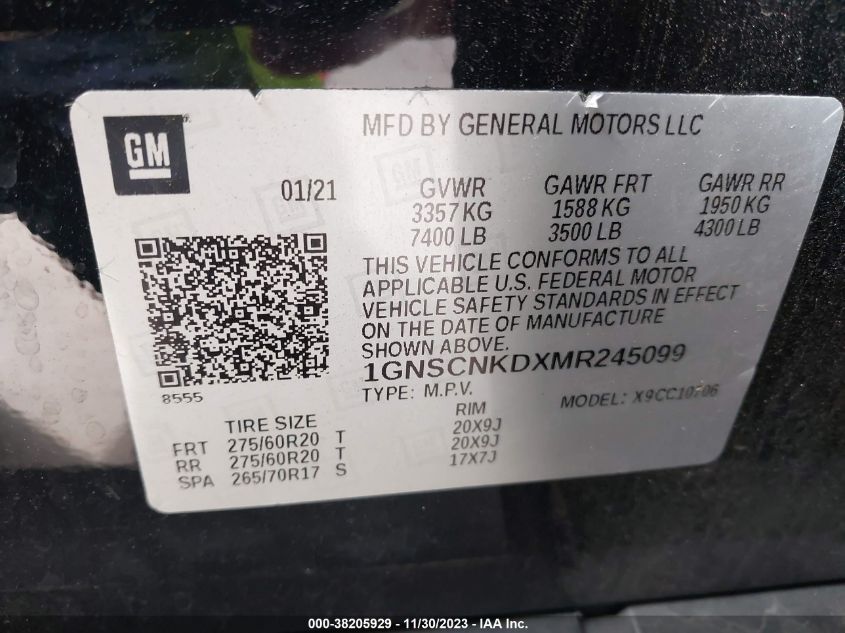 GM
MFD BY GENERAL MOTORS LLC
01/21
GVWR GAWR FRT GAWR RR
3357 KG 1588 KG 1950 KG
7400 LB 3500 LB 4300 LB
THIS VEHICLE CONFORMS TO ALL
APPLICABLE U.S. FEDERAL MOTOR
VEHICLE SAFETY STANDARDS IN EFFECT
ON THE DATE OF MANUFACTURE
SHOWN ABOVE.
1GNSCNKDXMR245099
8555
TYPE: M.P.V. MODEL: X9CC10706
TIRE SIZE RIM
FRT 275/60R20 T 20X9J
RR 275/60R20 T 20X9J
SPA 265/70R17 S 17X7J
000-38205929 - 11/30/2023 - IAA Inc.